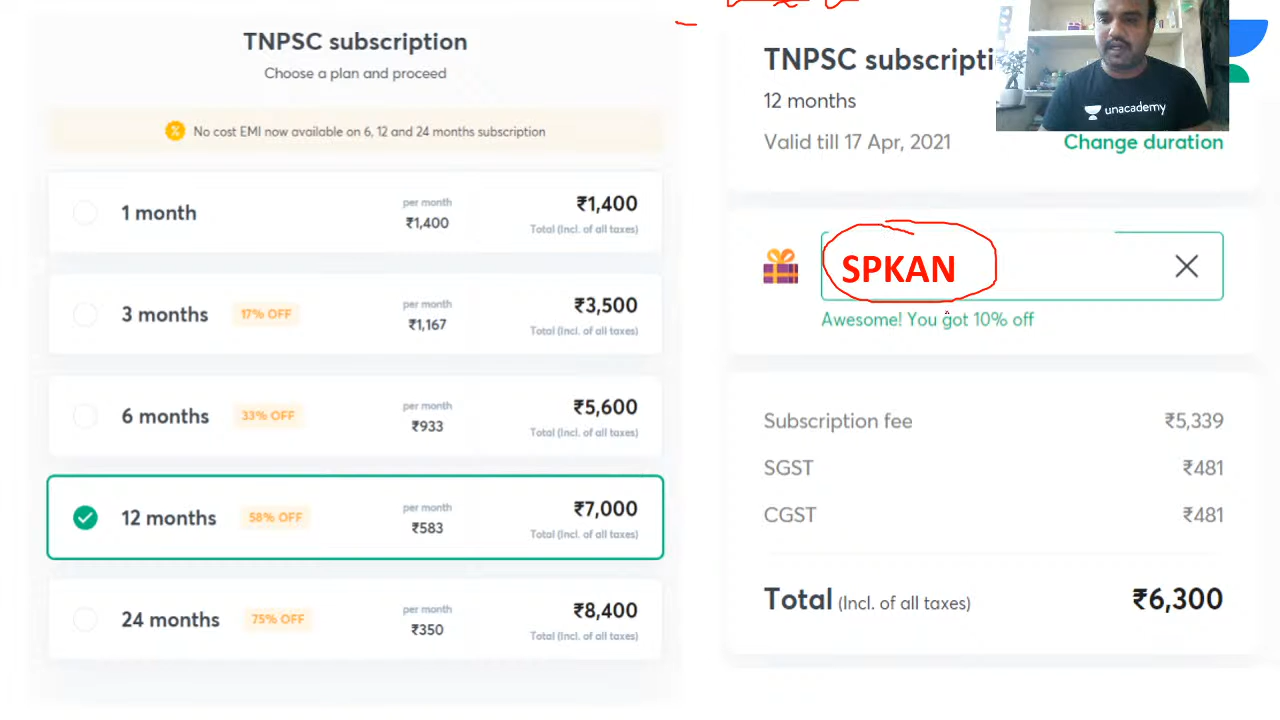 TNPSC subscription
Choose a plan and proceed
No cost EMI now available on 6, 12 and 24 months subscription
1 month
per month
₹1,400
₹1,400
Total (Incl. of all taxes)
3 months
17% OFF
per month
₹1,167
₹3,500
Total (Incl. of all taxes)
6 months
33% OFF
per month
₹933
₹5,600
Total (Incl. of all taxes)
12 months
58% OFF
per month
₹583
₹7,000
Total (Incl. of all taxes)
24 months
75% OFF
per month
₹350
₹8,400
Total (Incl. of all taxes)
TNPSC subscripti
12 months
Valid till 17 Apr, 2021
Change duration
unacademy
SPKAN
Awesome! You got 10% off
Subscription fee ₹5,339
SGST ₹481
CGST ₹481
Total (Incl. of all taxes) ₹6,300